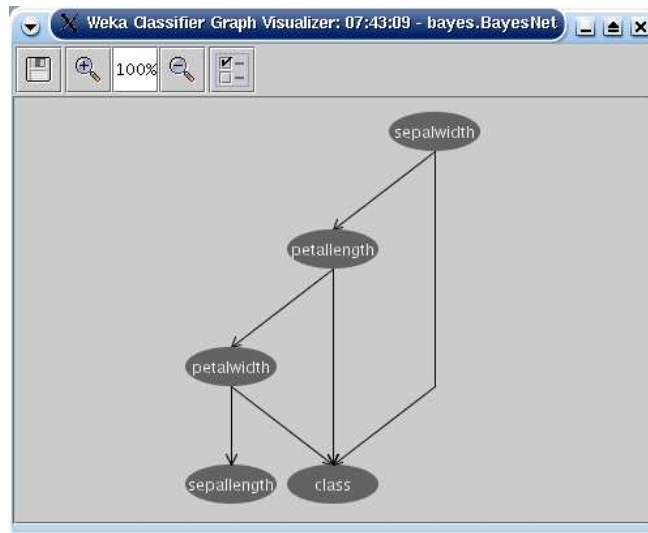 Weka Classifier Graph Visualizer: 07:43:09 - bayes.BayesNet
100%
sepalwidth
petallength
petalwidth
sepallength class